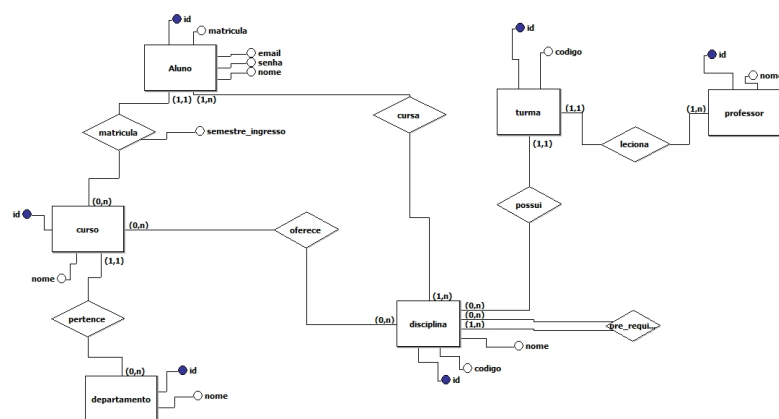 id
matricula
Aluno
email
senha
nome
(1,1)
(1,n)
matricula
semestre_ingresso
cursa
id
codigo
turma
(1,1)
(1,1)
leciona
(1,n)
id
nome
professor
possui
(0,n)
id
curso
(0,n)
nome
(1,1)
oferece
pertence
(0,n)
(1,n)
(0,n)
(0,n)
(1,n)
disciplina
pre_requi...
nome
codigo
id
(0,n)
id
departamento
nome